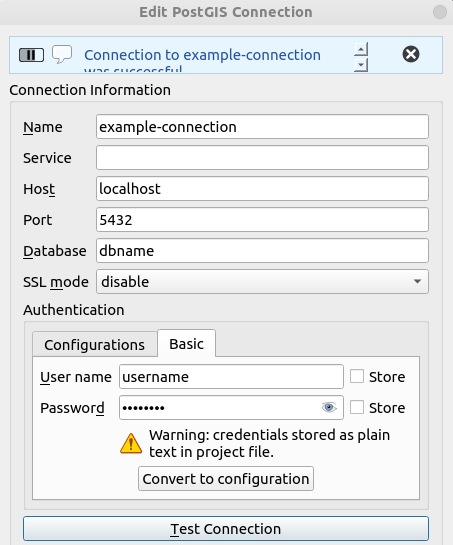 Edit PostGIS Connection
Connection to example-connection
was successful
Connection Information
Name example-connection
Service
Host localhost
Port 5432
Database dbname
SSL mode disable
Authentication
Configurations Basic
User name username Store
Password •••••••• Store
Warning: credentials stored as plain
text in project file.
Convert to configuration
Test Connection